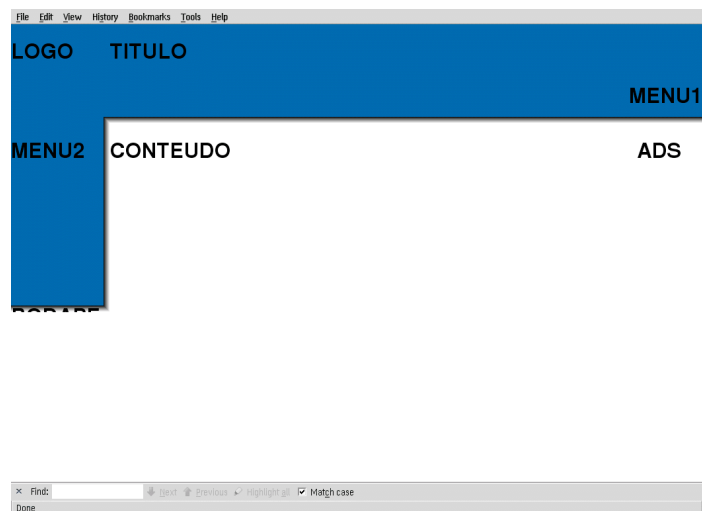 File Edit View History Bookmarks Tools Help
LOGO TITULO
MENU1
MENU2 CONTEUDO ADS
RODAPE
× Find: Next Previous Highlight all Match case
Done